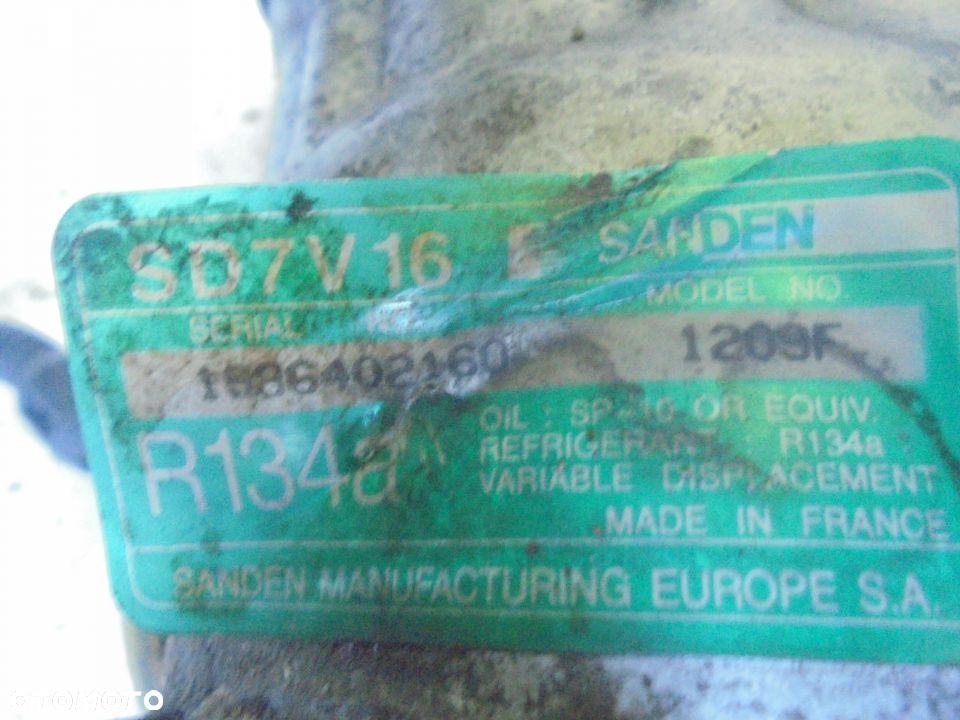 SD7V16 E SANDEN
SERIAL MODEL NO.
1209F
R134a
OIL : SP-10 OR EQUIV.
REFRIGERANT : R134a
VARIABLE DISPLACEMENT
MADE IN FRANCE
SANDEN MANUFACTURING EUROPE S.A.
OTOMOTO